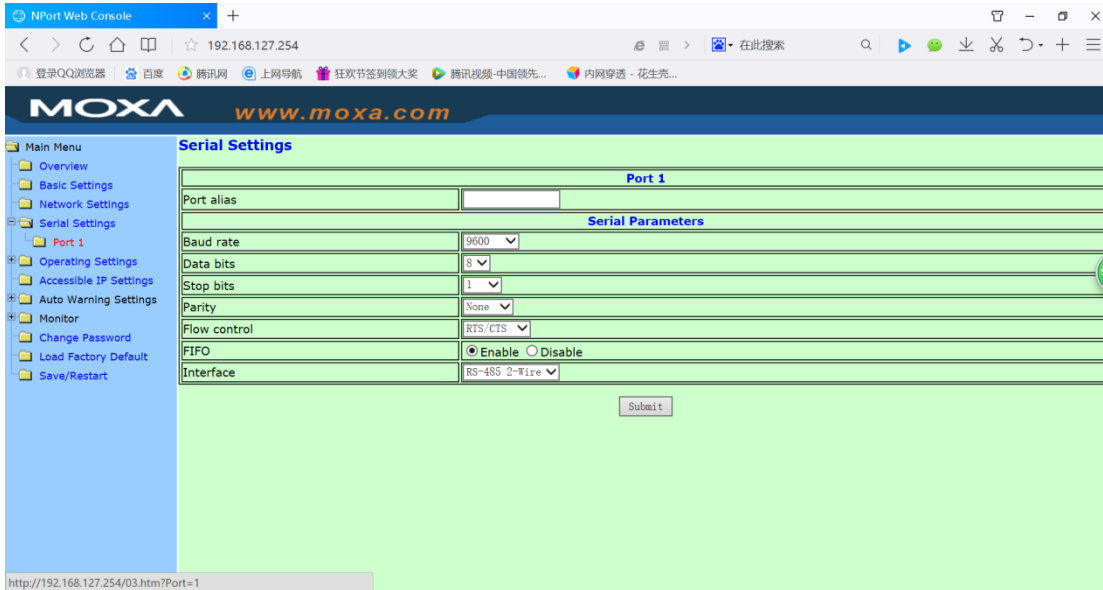 NPort Web Console
192.168.127.254
在此搜索
登录QQ浏览器 百度 腾讯网 上网导航 狂欢节签到领大奖 腾讯视频-中国领先... 内网穿透 - 花生壳...
MOXA www.moxa.com
Main Menu
Overview
Basic Settings
Network Settings
Serial Settings
Port 1
Operating Settings
Accessible IP Settings
Auto Warning Settings
Monitor
Change Password
Load Factory Default
Save/Restart
Serial Settings
Port 1
Port alias
Serial Parameters
Baud rate 9600
Data bits 8
Stop bits 1
Parity None
Flow control RTS/CTS
FIFO Enable Disable
Interface RS-485 2-Wire
Submit
http://192.168.127.254/03.htm?Port=1